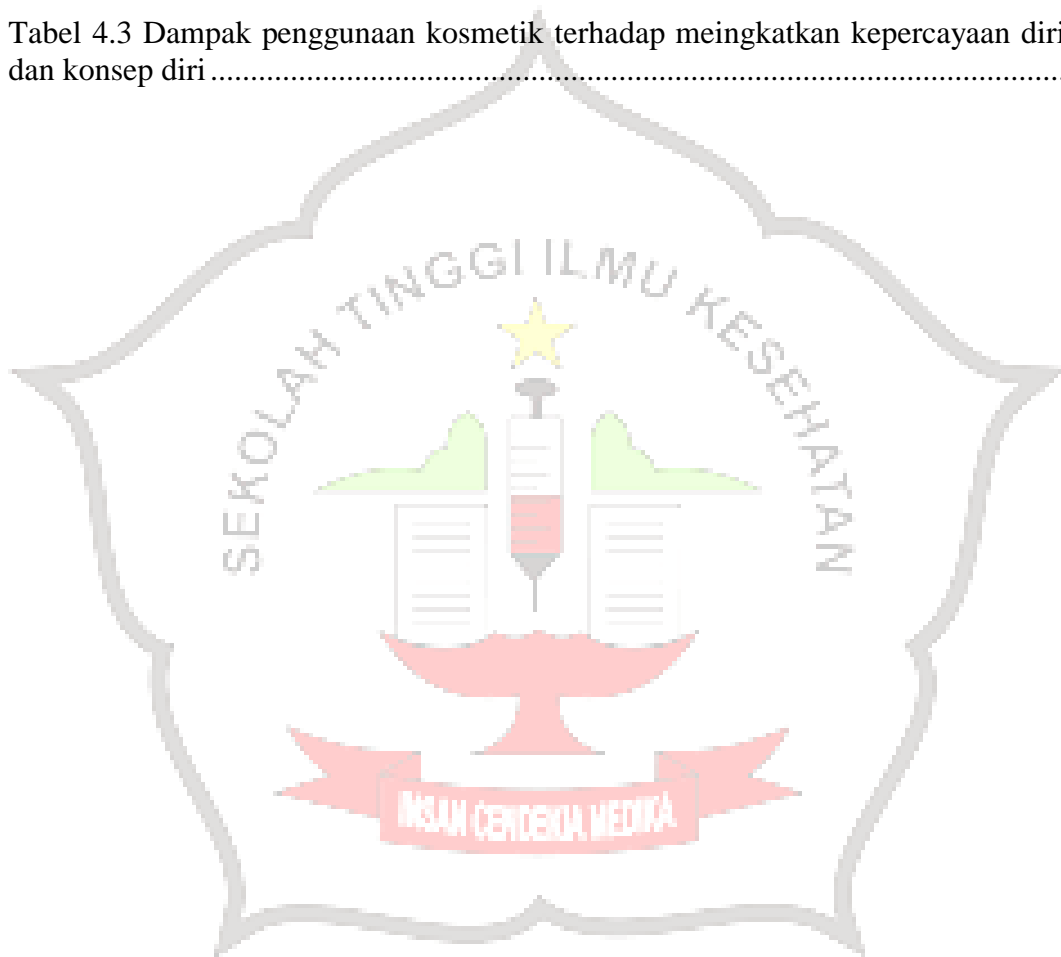 Tabel 4.3 Dampak penggunaan kosmetik terhadap meingkatkan kepercayaan diri
dan konsep diri ..........................................................................................................
SEKOLAH TINGGI ILMU KESEHATAN
INSAN CENDEKIA MEDIKA